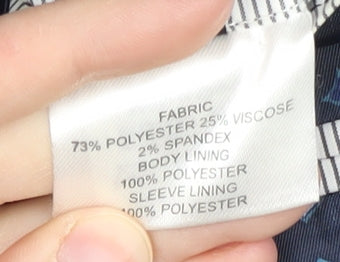 FABRIC
73% POLYESTER 25% VISCOSE
2% SPANDEX
BODY LINING
100% POLYESTER
SLEEVE LINING
100% POLYESTER